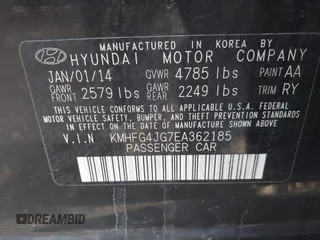 MANUFACTURED IN KOREA BY
HYUNDAI MOTOR COMPANY
JAN/01/14 GVWR 4785 lbs PAINT AA
GAWR FRONT 2579 lbs GAWR REAR 2249 lbs TRIM RY
THIS VEHICLE CONFORMS TO ALL APPLICABLE U.S. FEDERAL
MOTOR VEHICLE SAFETY, BUMPER, AND THEFT PREVENTION
STANDARDS IN EFFECT ON THE DATE OF MANUFACTURE SHOWN ABOVE.
V.I.N KMHFG4JG7EA362185
PASSENGER CAR
DREAMBID